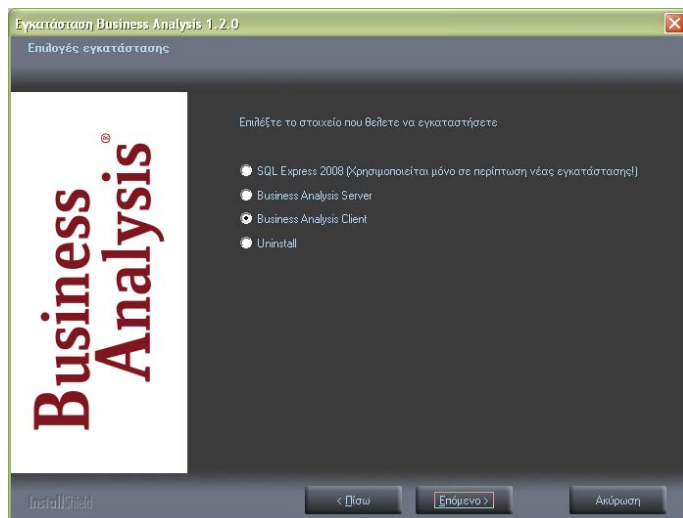 Εγκατάσταση Business Analysis 1.2.0
Επιλογές εγκατάστασης
Επιλέξτε το στοιχείο που θέλετε να εγκαταστήσετε
SQL Express 2008 (Χρησιμοποιείται μόνο σε περίπτωση νέας εγκατάστασης!)
Business Analysis Server
Business Analysis Client
Uninstall
Business
Analysis®
InstallShield
< Πίσω
Επόμενο >
Ακύρωση